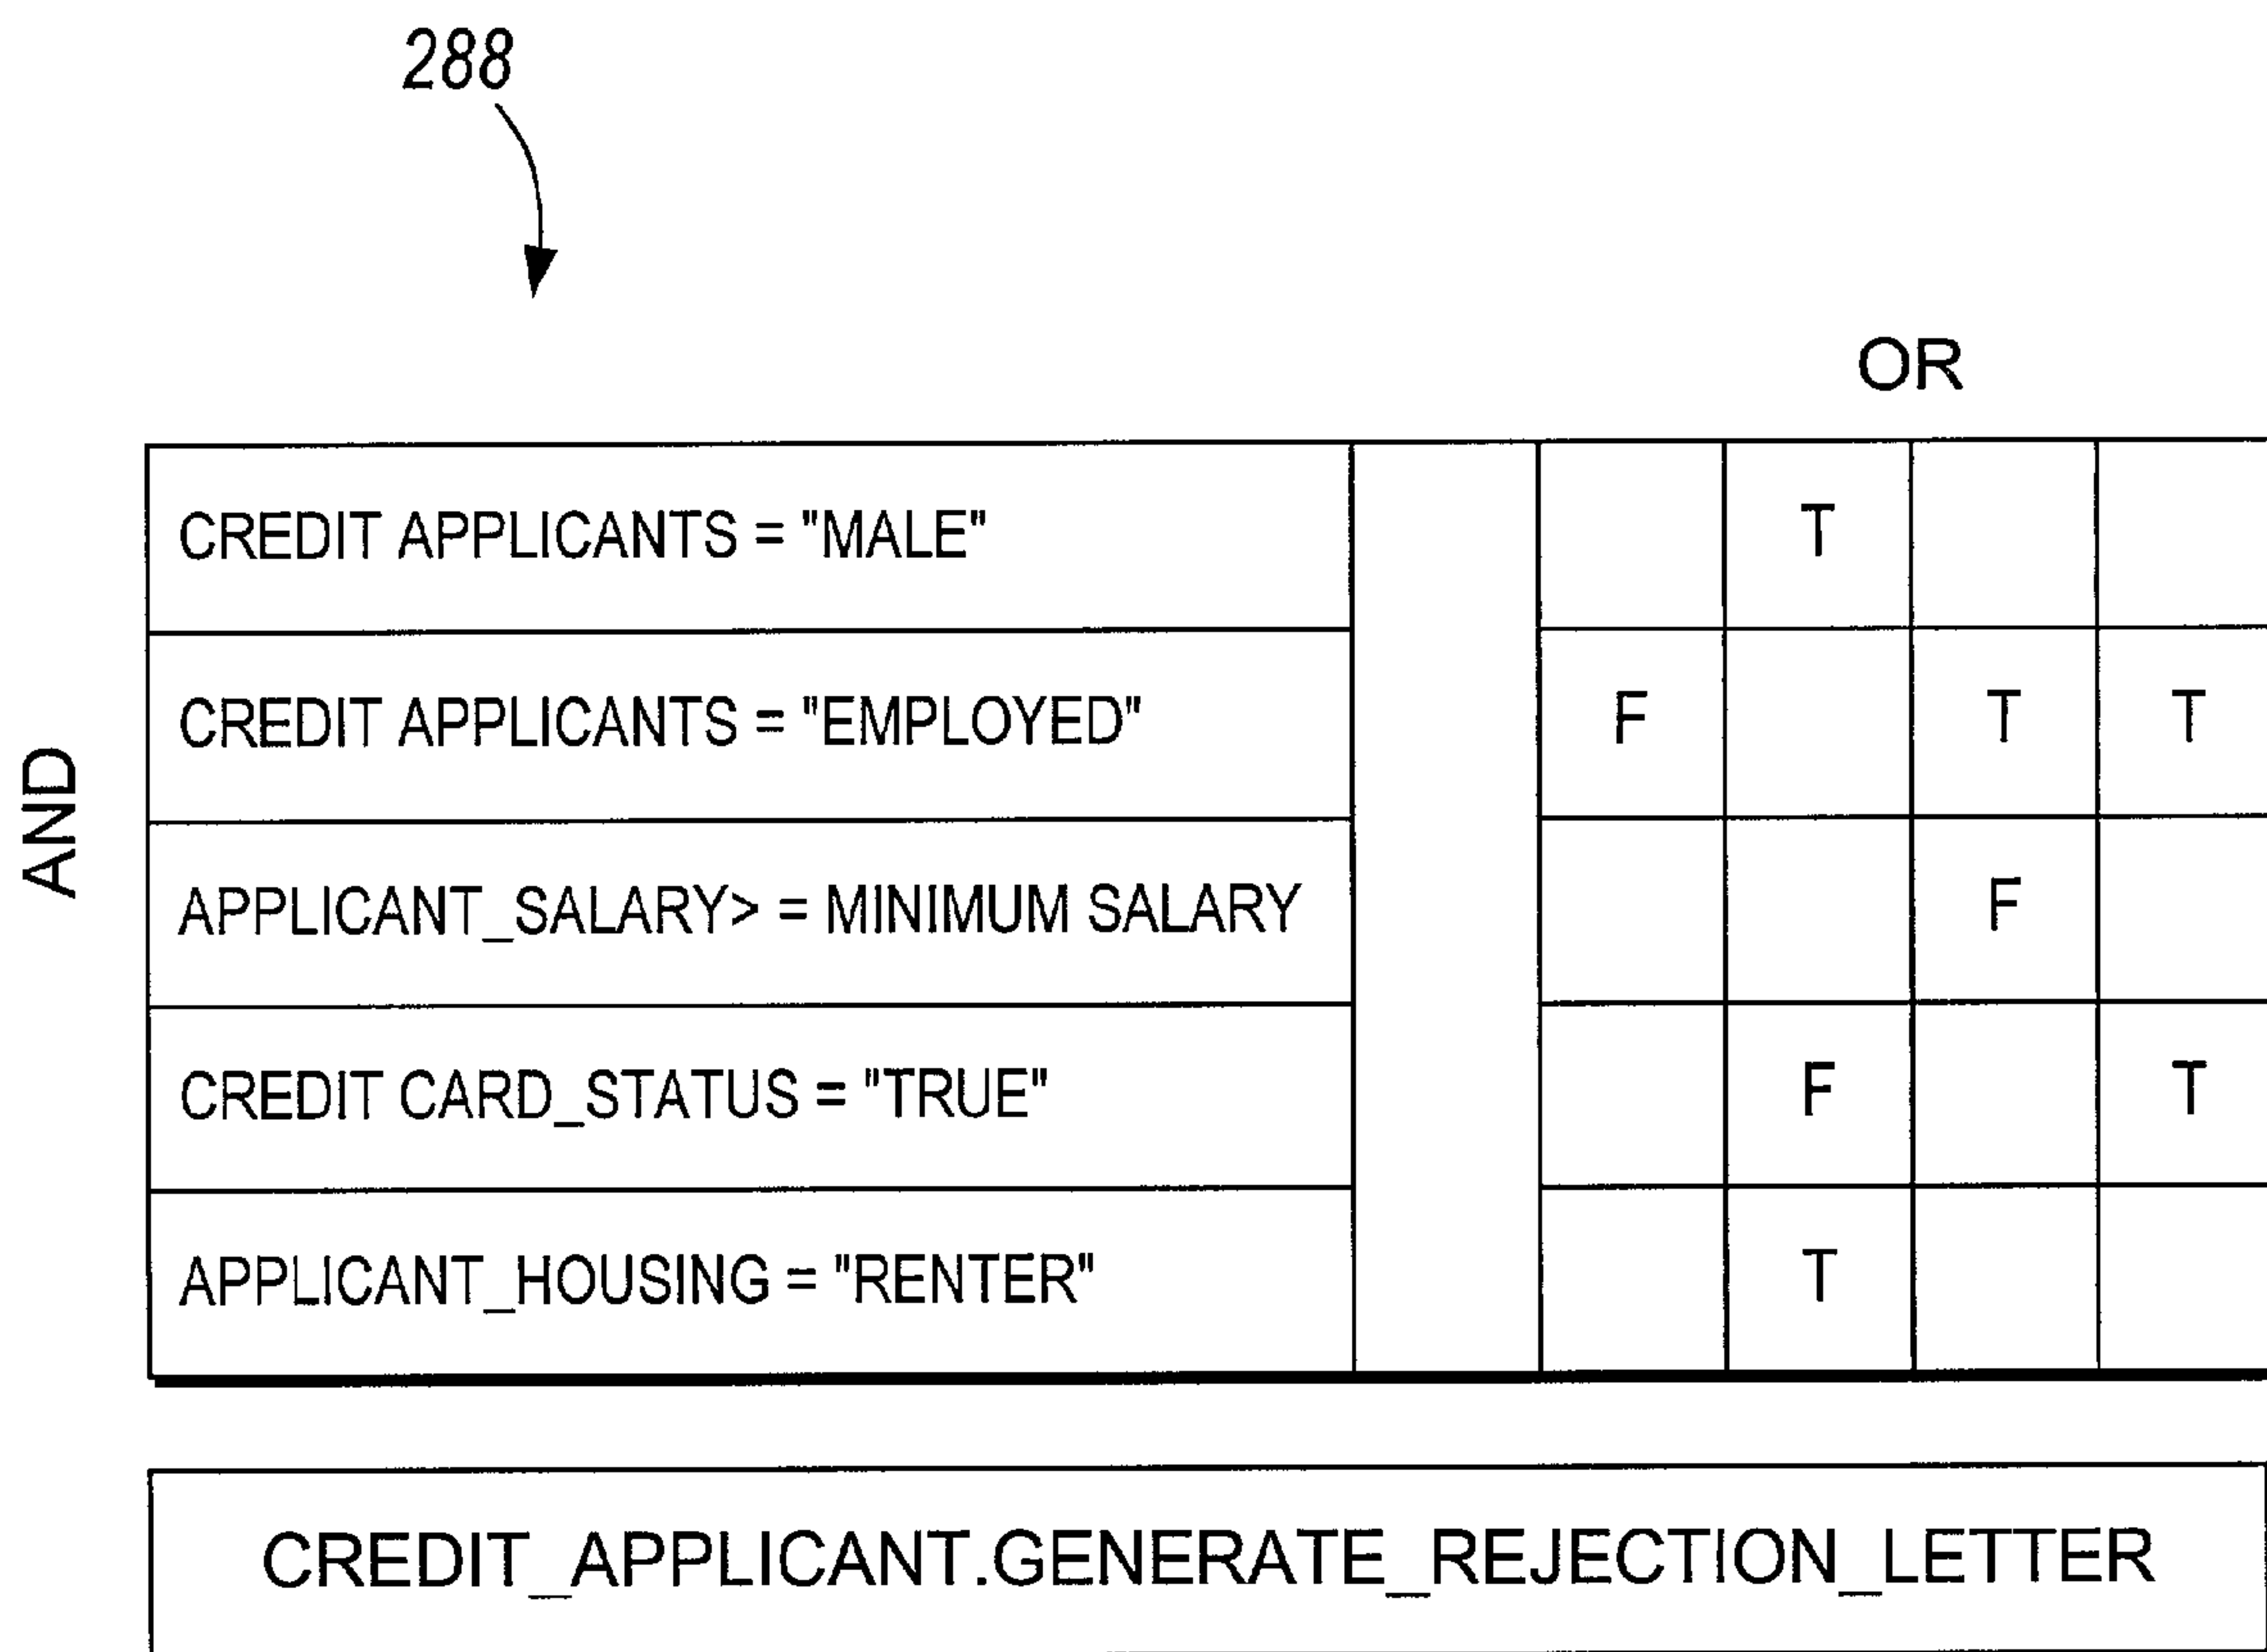 288
OR
AND
CREDIT APPLICANTS = "MALE" T
CREDIT APPLICANTS = "EMPLOYED" F T T
APPLICANT_SALARY> = MINIMUM SALARY F
CREDIT CARD_STATUS = "TRUE" F T
APPLICANT_HOUSING = "RENTER" T
CREDIT_APPLICANT.GENERATE_REJECTION_LETTER